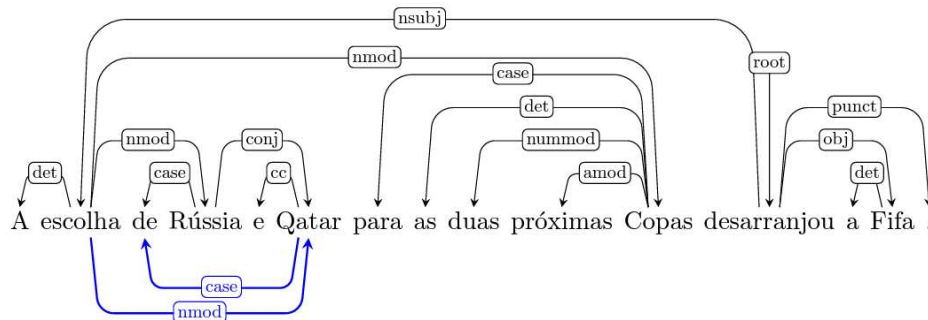 nsubj
root
nmod
case
det
punct
nmod
conj
nummod
obj
det
case
cc
amod
det
A escolha de Rússia e Qatar para as duas próximas Copas desarranjou a Fifa .
case
nmod